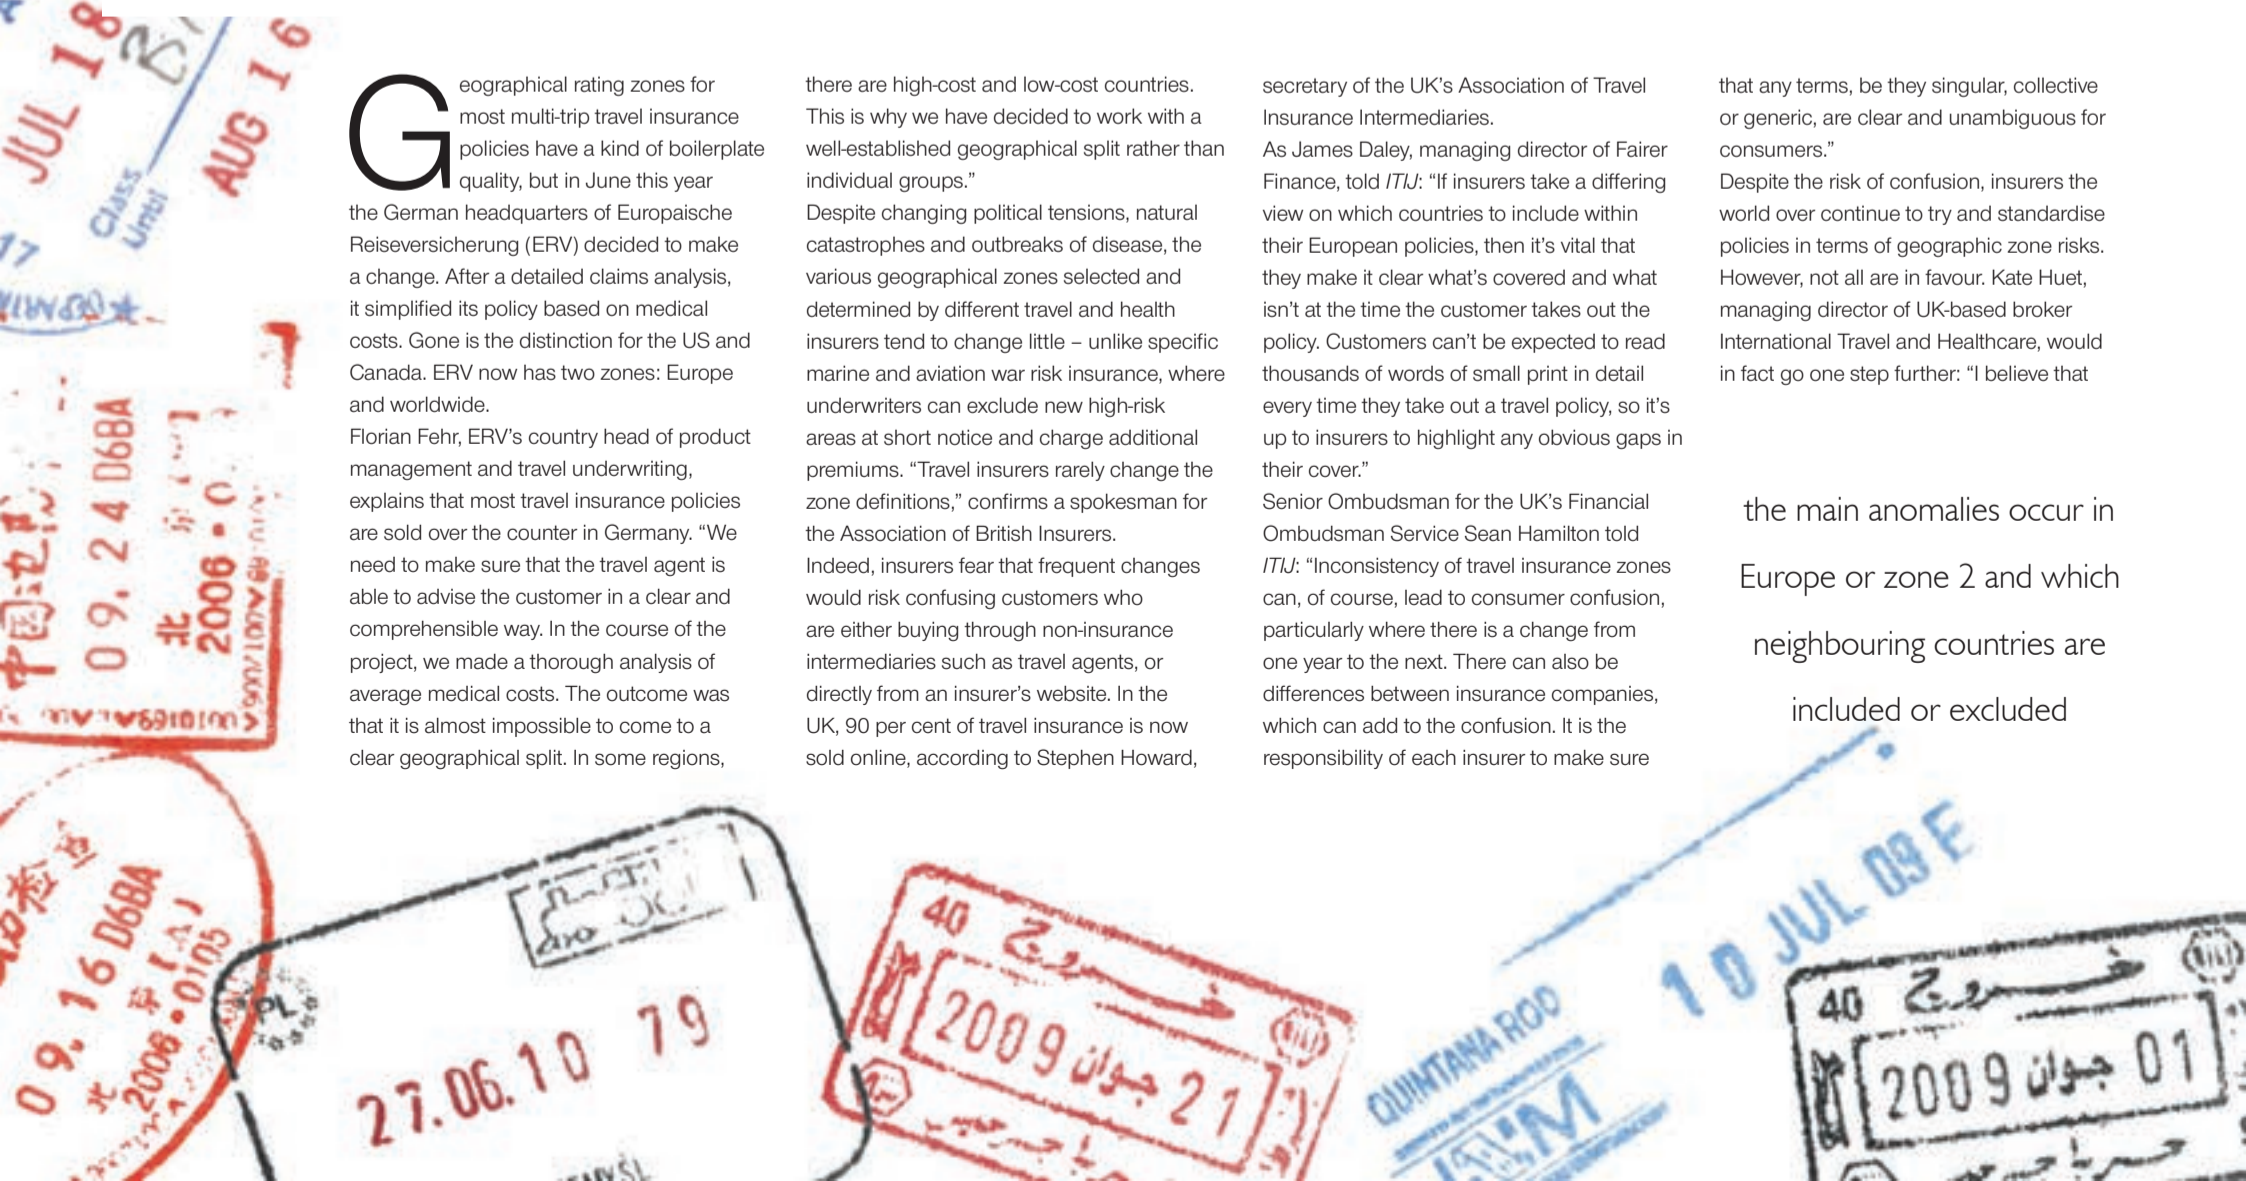 Geographical rating zones for
most multi-trip travel insurance
policies have a kind of boilerplate
quality, but in June this year
the German headquarters of Europaische
Reiseversicherung (ERV) decided to make
a change. After a detailed claims analysis,
it simplified its policy based on medical
costs. Gone is the distinction for the US and
Canada. ERV now has two zones: Europe
and worldwide.
Florian Fehr, ERV’s country head of product
management and travel underwriting,
explains that most travel insurance policies
are sold over the counter in Germany. “We
need to make sure that the travel agent is
able to advise the customer in a clear and
comprehensible way. In the course of the
project, we made a thorough analysis of
average medical costs. The outcome was
that it is almost impossible to come to a
clear geographical split. In some regions,
there are high-cost and low-cost countries.
This is why we have decided to work with a
well-established geographical split rather than
individual groups.”
Despite changing political tensions, natural
catastrophes and outbreaks of disease, the
various geographical zones selected and
determined by different travel and health
insurers tend to change little – unlike specific
marine and aviation war risk insurance, where
underwriters can exclude new high-risk
areas at short notice and charge additional
premiums. “Travel insurers rarely change the
zone definitions,” confirms a spokesman for
the Association of British Insurers.
Indeed, insurers fear that frequent changes
would risk confusing customers who
are either buying through non-insurance
intermediaries such as travel agents, or
directly from an insurer’s website. In the
UK, 90 per cent of travel insurance is now
sold online, according to Stephen Howard,
secretary of the UK’s Association of Travel
Insurance Intermediaries.
As James Daley, managing director of Fairer
Finance, told ITIJ: “If insurers take a differing
view on which countries to include within
their European policies, then it’s vital that
they make it clear what’s covered and what
isn’t at the time the customer takes out the
policy. Customers can’t be expected to read
thousands of words of small print in detail
every time they take out a travel policy, so it’s
up to insurers to highlight any obvious gaps in
their cover.”
Senior Ombudsman for the UK’s Financial
Ombudsman Service Sean Hamilton told
ITIJ: “Inconsistency of travel insurance zones
can, of course, lead to consumer confusion,
particularly where there is a change from
one year to the next. There can also be
differences between insurance companies,
which can add to the confusion. It is the
responsibility of each insurer to make sure
that any terms, be they singular, collective
or generic, are clear and unambiguous for
consumers.”
Despite the risk of confusion, insurers the
world over continue to try and standardise
policies in terms of geographic zone risks.
However, not all are in favour. Kate Huet,
managing director of UK-based broker
International Travel and Healthcare, would
in fact go one step further: “I believe that
the main anomalies occur in
Europe or zone 2 and which
neighbouring countries are
included or excluded
JUL 18
AUG 16
Class
Until
17
09.24 D68A
北
2006.0
09.16 D68A
北
2006.0105
PL
27.06.10 79
40
خروج
2009 جوان 21
QUINTANA ROO
10 JUL 09 E
40
خروج
2009 جوان 01